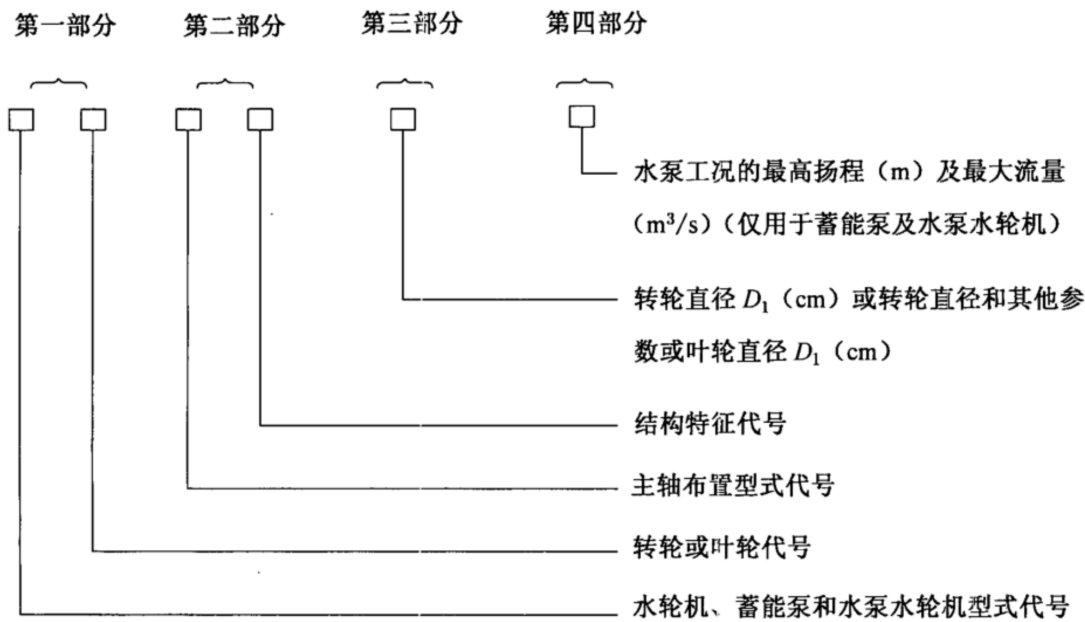 第一部分 第二部分 第三部分 第四部分
水泵工况的最高扬程（m）及最大流量
（m³/s）（仅用于蓄能泵及水泵水轮机）
转轮直径 D₁（cm）或转轮直径和其他参
数或叶轮直径 D₁（cm）
结构特征代号
主轴布置型式代号
转轮或叶轮代号
水轮机、蓄能泵和水泵水轮机型式代号